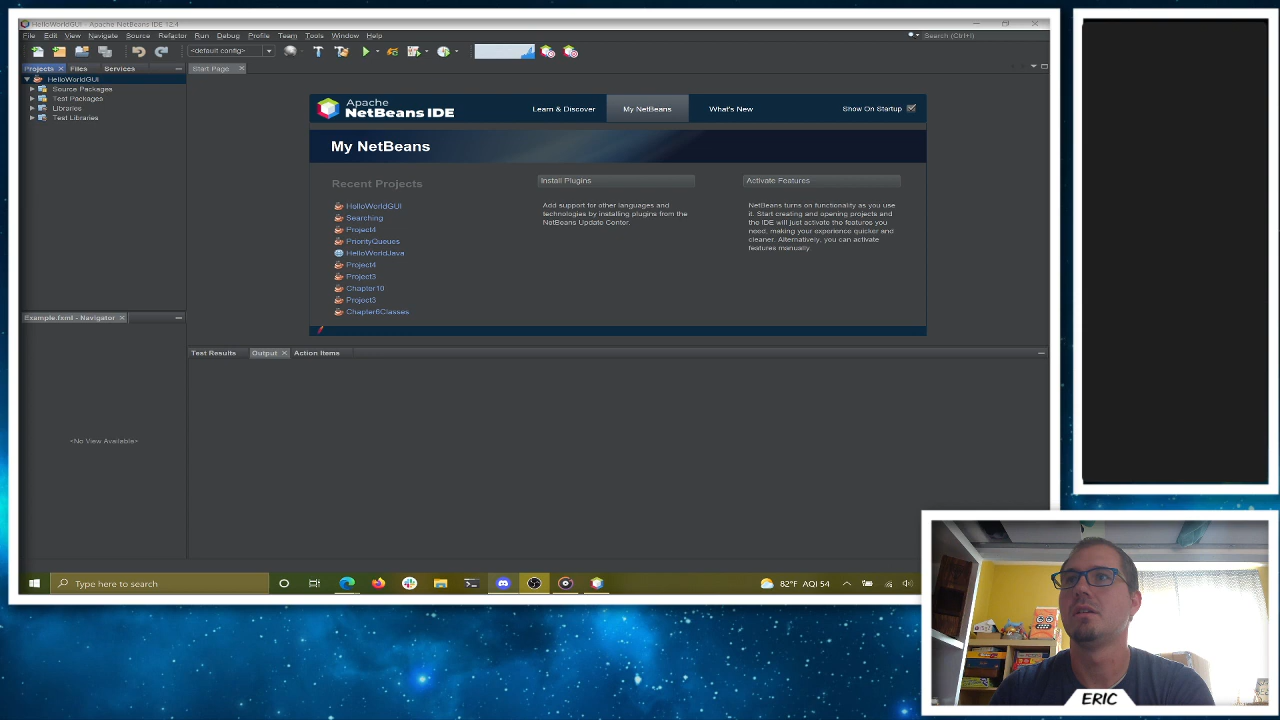 HelloWorldGUI - Apache NetBeans IDE 12.4
File Edit View Navigate Source Refactor Run Debug Profile Team Tools Window Help
Search (Ctrl+I)
<default config>
Projects Files Services
Start Page
HelloWorldGUI
Source Packages
Test Packages
Libraries
Test Libraries
Apache
NetBeans IDE
Learn & Discover
My NetBeans
What's New
Show On Startup
My NetBeans
Recent Projects
HelloWorldGUI
Searching
Project4
PriorityQueues
HelloWorldJava
Project4
Project3
Chapter10
Project3
Chapter6Classes
Install Plugins
Add support for other languages and
technologies by installing plugins from the
NetBeans Update Center.
Activate Features
NetBeans turns on functionality as you use
it. Start creating and opening projects and
the IDE will just activate the features you
need, making your experience quicker and
cleaner. Alternatively, you can activate
features manually
Example.fxml - Navigator
<No View Available>
Test Results Output Action Items
Type here to search
82°F AQI 54
ERIC